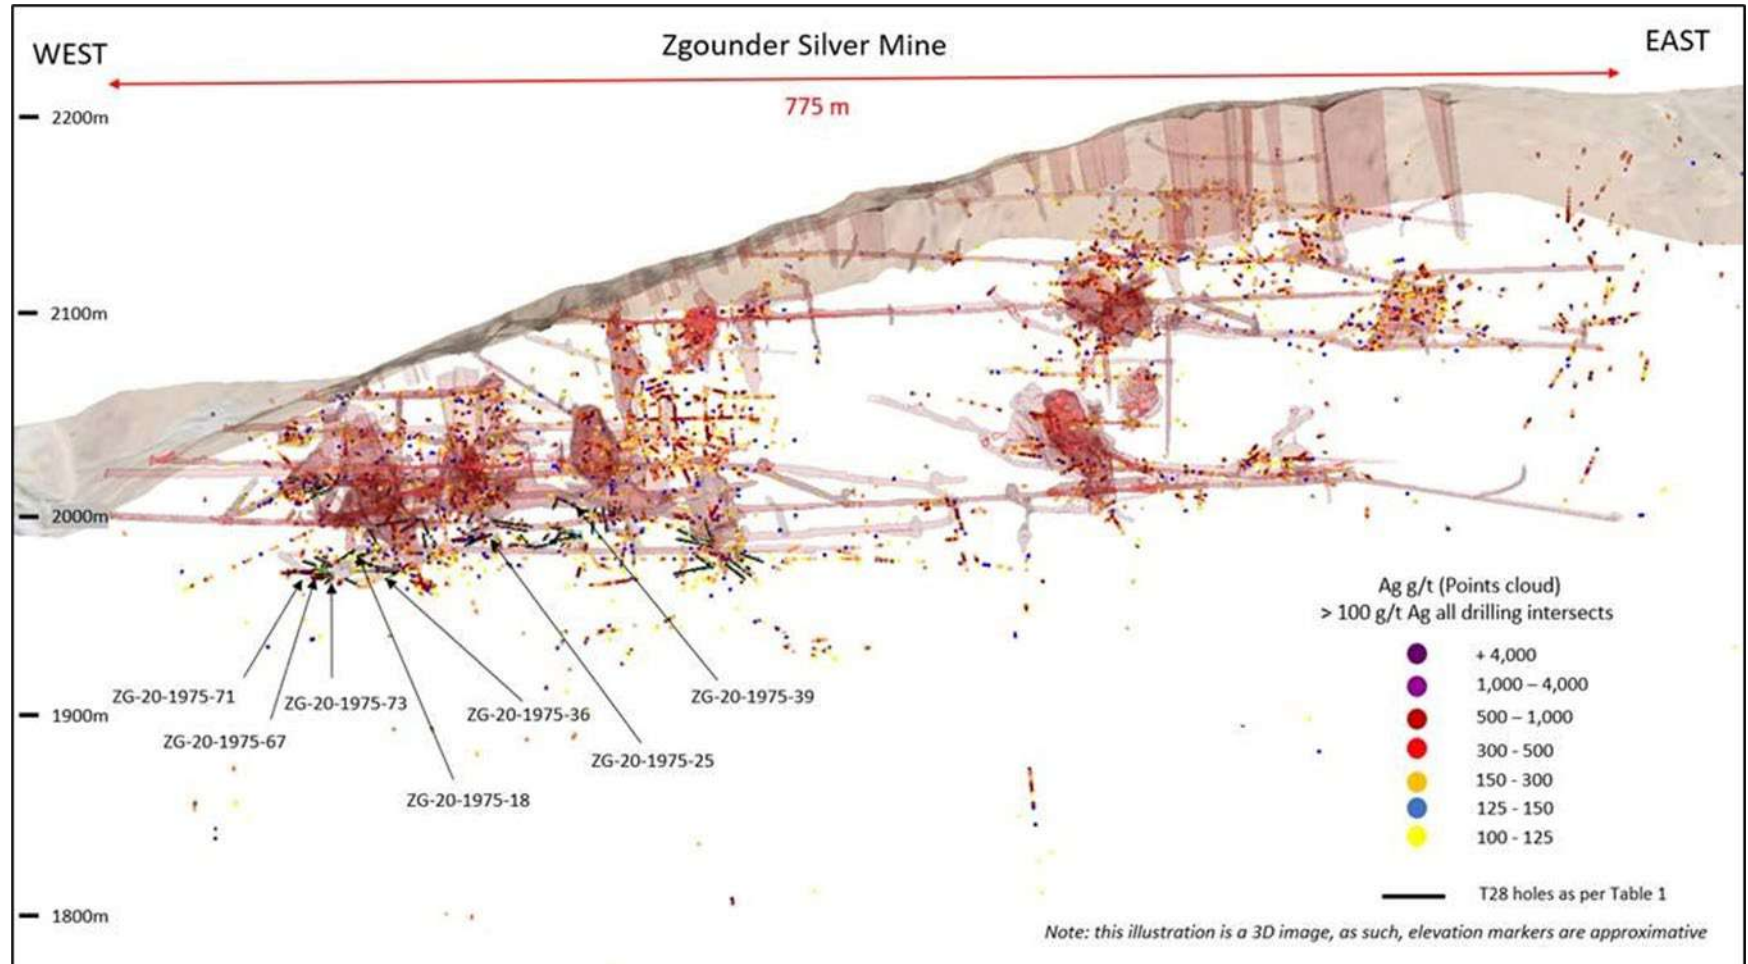 WEST
Zgounder Silver Mine
EAST
775 m
2200m
2100m
2000m
1900m
1800m
ZG-20-1975-71
ZG-20-1975-73
ZG-20-1975-67
ZG-20-1975-18
ZG-20-1975-36
ZG-20-1975-25
ZG-20-1975-39
Ag g/t (Points cloud)
> 100 g/t Ag all drilling intersects
+ 4,000
1,000 – 4,000
500 – 1,000
300 - 500
150 - 300
125 - 150
100 - 125
T28 holes as per Table 1
Note: this illustration is a 3D image, as such, elevation markers are approximative